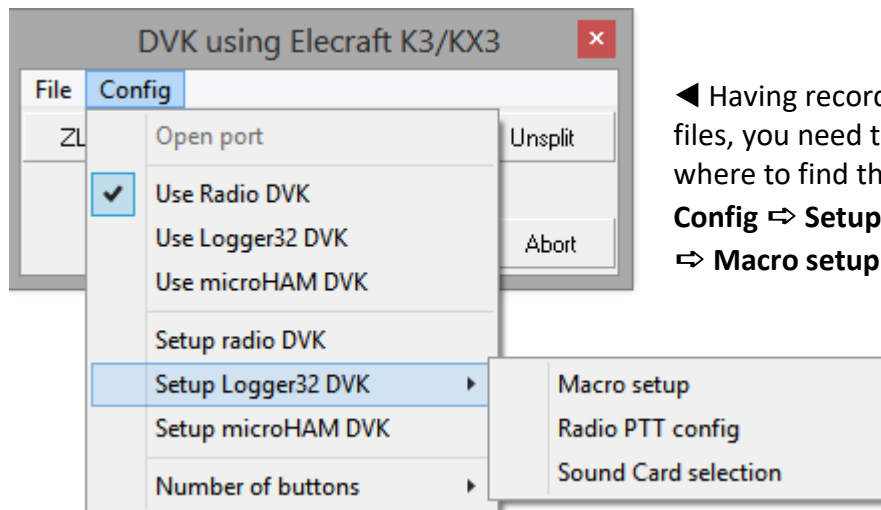 DVK using Elecraft K3/KX3
File Config
ZL
Unsplit
Abort
Open port
Use Radio DVK
Use Logger32 DVK
Use microHAM DVK
Setup radio DVK
Setup Logger32 DVK
Setup microHAM DVK
Number of buttons
Macro setup
Radio PTT config
Sound Card selection
◄ Having record
files, you need t
where to find th
Config ⇨ Setup
⇨ Macro setup